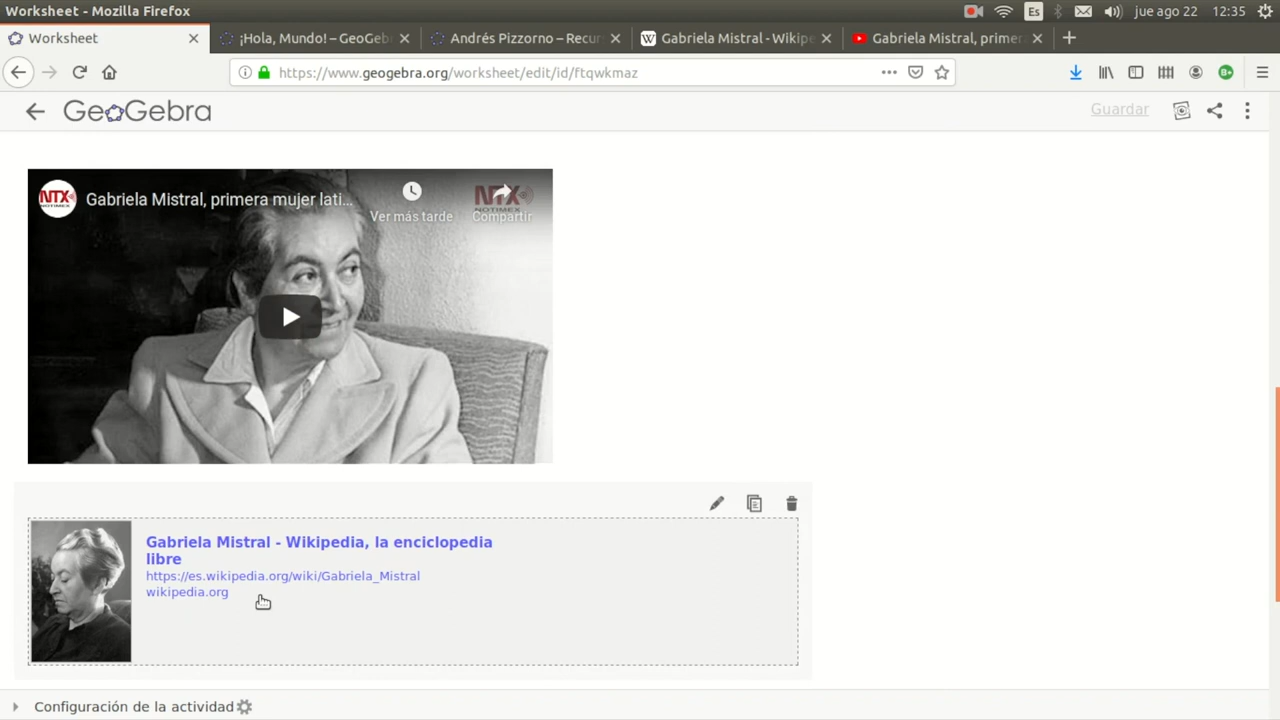 Worksheet - Mozilla Firefox
Es
jue ago 22
12:35
Worksheet
¡Hola, Mundo! – GeoGeb
Andrés Pizzorno – Recur
W
Gabriela Mistral - Wikipe
Gabriela Mistral, primer
https://www.geogebra.org/worksheet/edit/id/ftqwkmaz
B+
GeoGebra
Guardar
NTX
Gabriela Mistral, primera mujer lati...
Ver más tarde
NTX
NOTIMEX
Compartir
Gabriela Mistral - Wikipedia, la enciclopedia
libre
https://es.wikipedia.org/wiki/Gabriela_Mistral
wikipedia.org
Configuración de la actividad